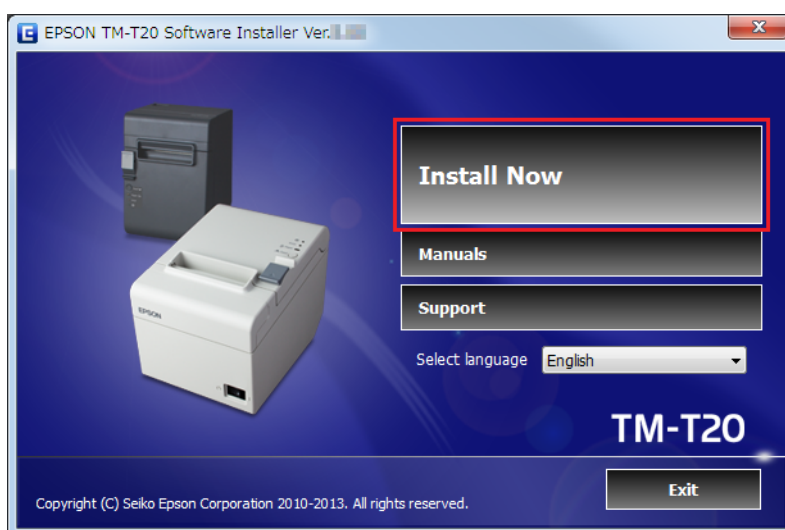 EPSON TM-T20 Software Installer Ver.
Install Now
Manuals
Support
Select language English
EPSON
TM-T20
Exit
Copyright (C) Seiko Epson Corporation 2010-2013. All rights reserved.